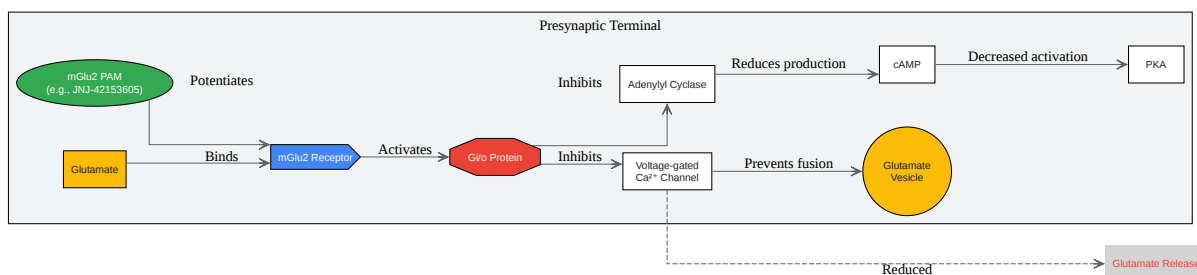 Presynaptic Terminal
mGlu2 PAM
(e.g., JNJ-42153605)
Potentiates
Glutamate
Binds
mGlu2 Receptor
Activates
Gi/o Protein
Inhibits
Adenylyl Cyclase
Reduces production
cAMP
Decreased activation
PKA
Inhibits
Voltage-gated
Ca²⁺ Channel
Prevents fusion
Glutamate
Vesicle
Reduced
Glutamate Release